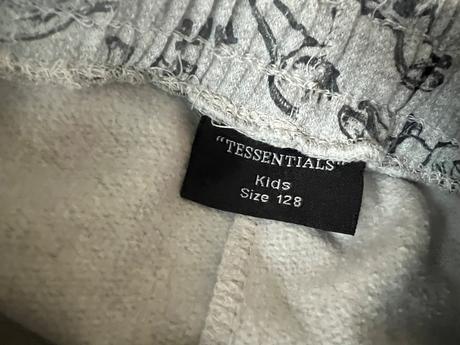 "TESSENTIALS"
Kids
Size 128